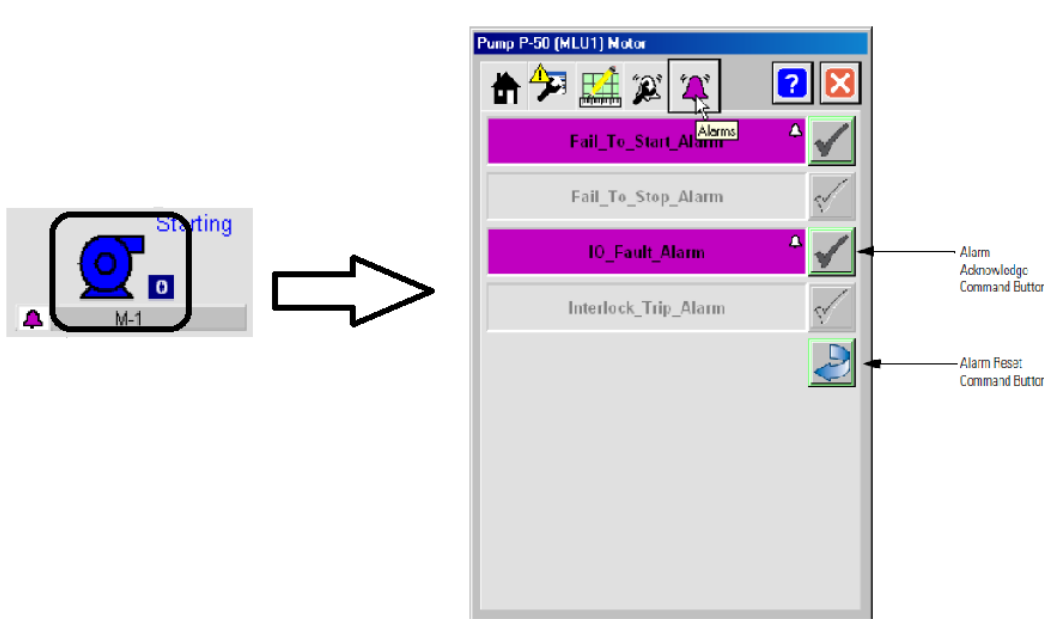 Starting
0
M-1
Pump P-50 (MLU1) Motor
?
Alarms
Fail_To_Start_Alarm
Fail_To_Stop_Alarm
IO_Fault_Alarm
Interlock_Trip_Alarm
Alarm
Acknowledge
Command Button
Alarm Reset
Command Button